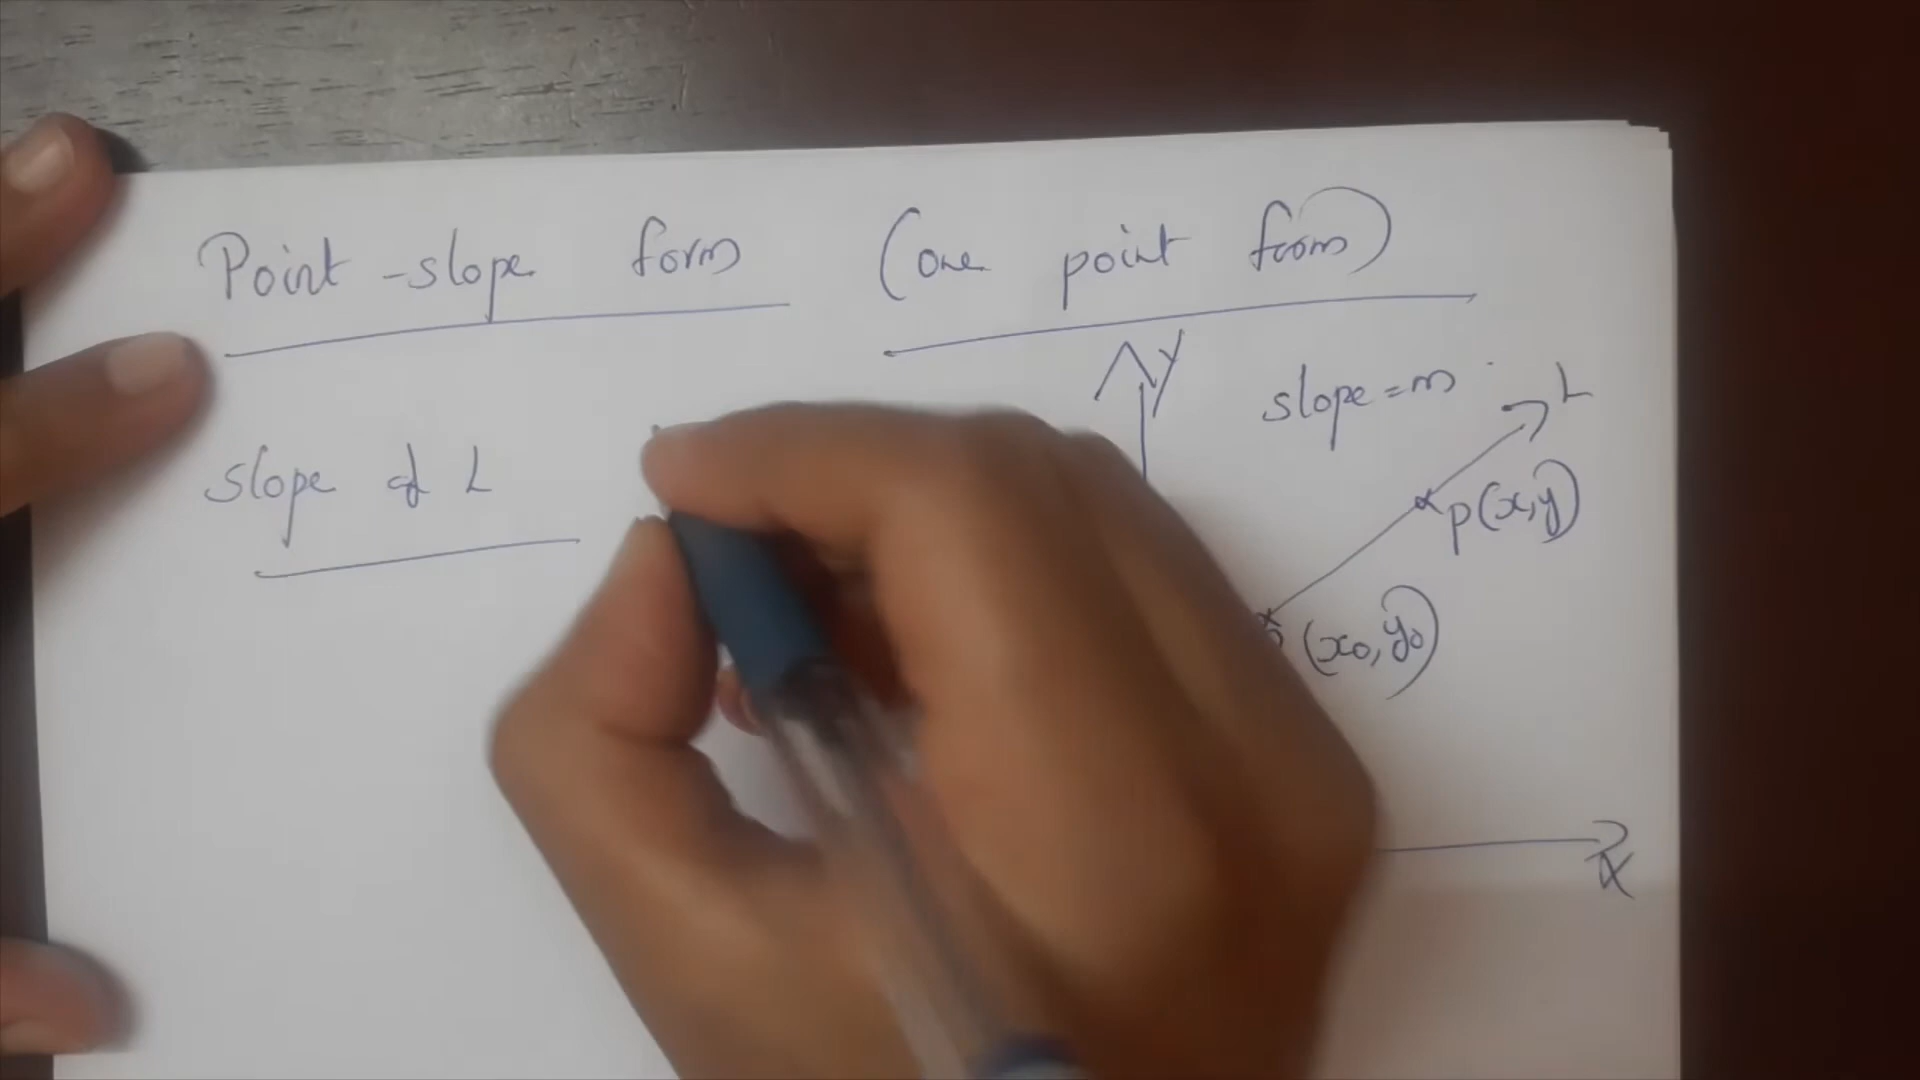 Point -slope form (one point form)
Y
slope = m
L
slope of L
P(x,y)
(x₀,y₀)
X